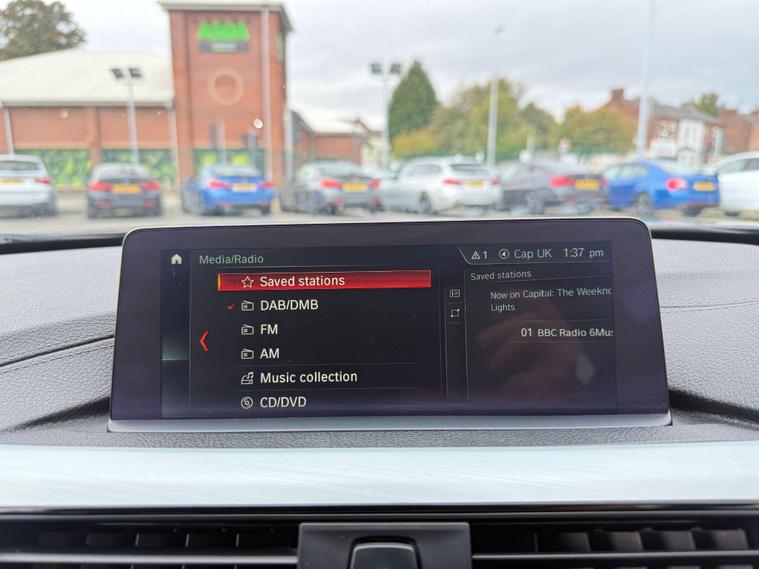 ASDA
Media/Radio
1 Cap UK 1:37 pm
Saved stations
DAB/DMB
FM
AM
Music collection
CD/DVD
Saved stations
Now on Capital: The Weeknd
Lights
01 BBC Radio 6Mus